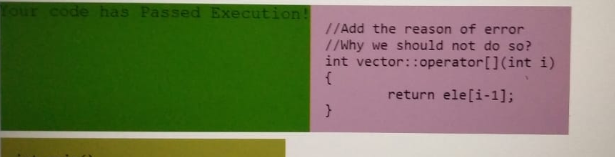 Your code has Passed Execution!
//Add the reason of error
//Why we should not do so?
int vector::operator[](int i)
{
return ele[i-1];
}